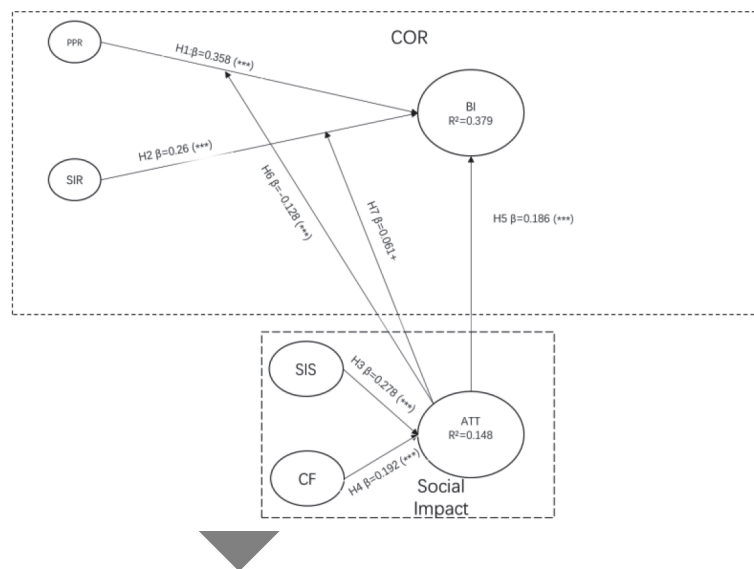 PPR
COR
H1:β=0.358 (***)
BI
R²=0.379
H2 β=0.26 (***)
SIR
H6 β=-0.128 (***)
H7 β=0.061+
H5 β=0.186 (***)
SIS
H3 β=0.278 (***)
ATT
R²=0.148
CF
H4 β=0.192 (***)
Social
Impact